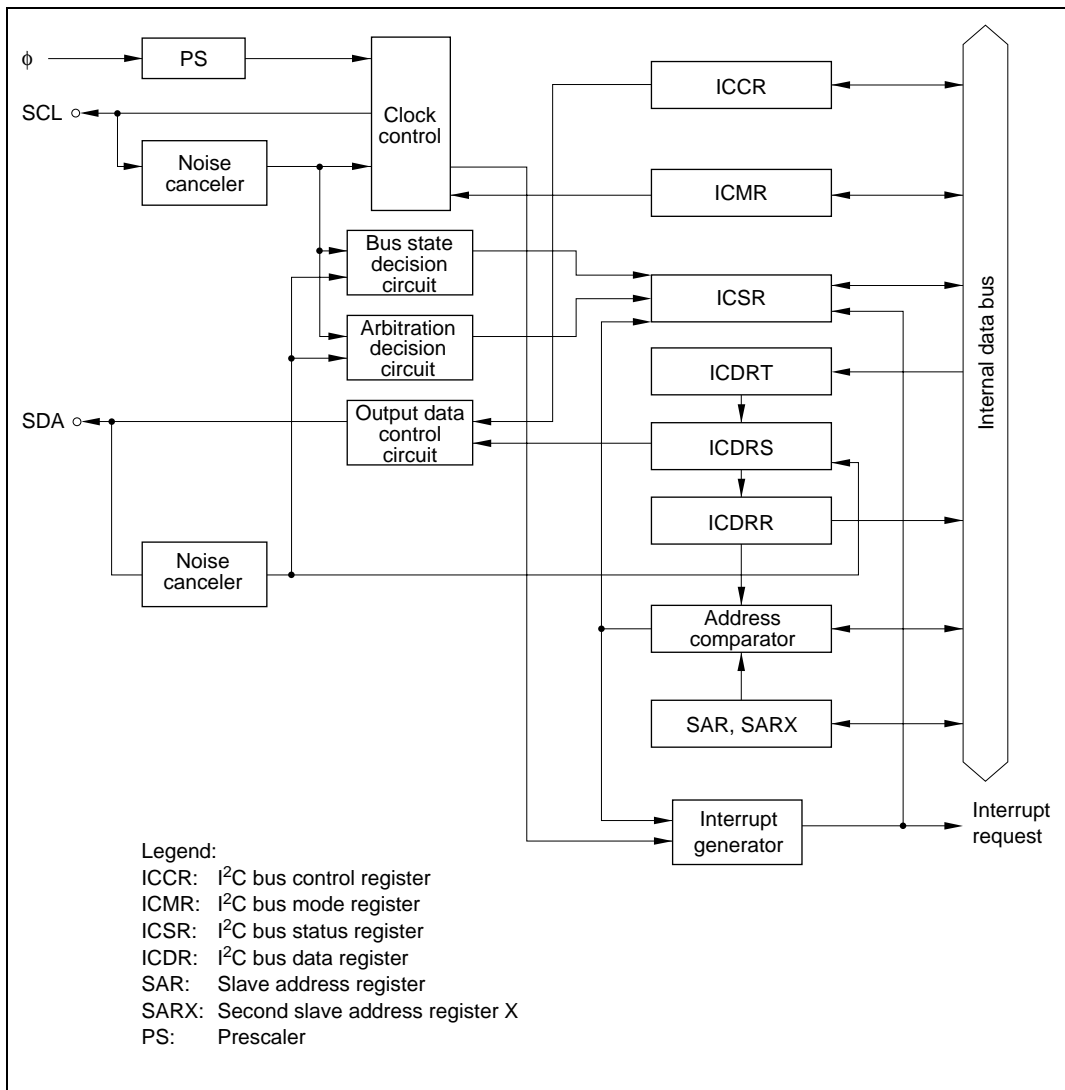 ϕ
PS
SCL
Clock
control
Noise
canceler
ICCR
ICMR
Bus state
decision
circuit
ICSR
Arbitration
decision
circuit
ICDRT
SDA
Output data
control
circuit
ICDRS
ICDRR
Noise
canceler
Address
comparator
SAR, SARX
Internal data bus
Interrupt
generator
Interrupt
request
Legend:
ICCR: I²C bus control register
ICMR: I²C bus mode register
ICSR: I²C bus status register
ICDR: I²C bus data register
SAR: Slave address register
SARX: Second slave address register X
PS: Prescaler